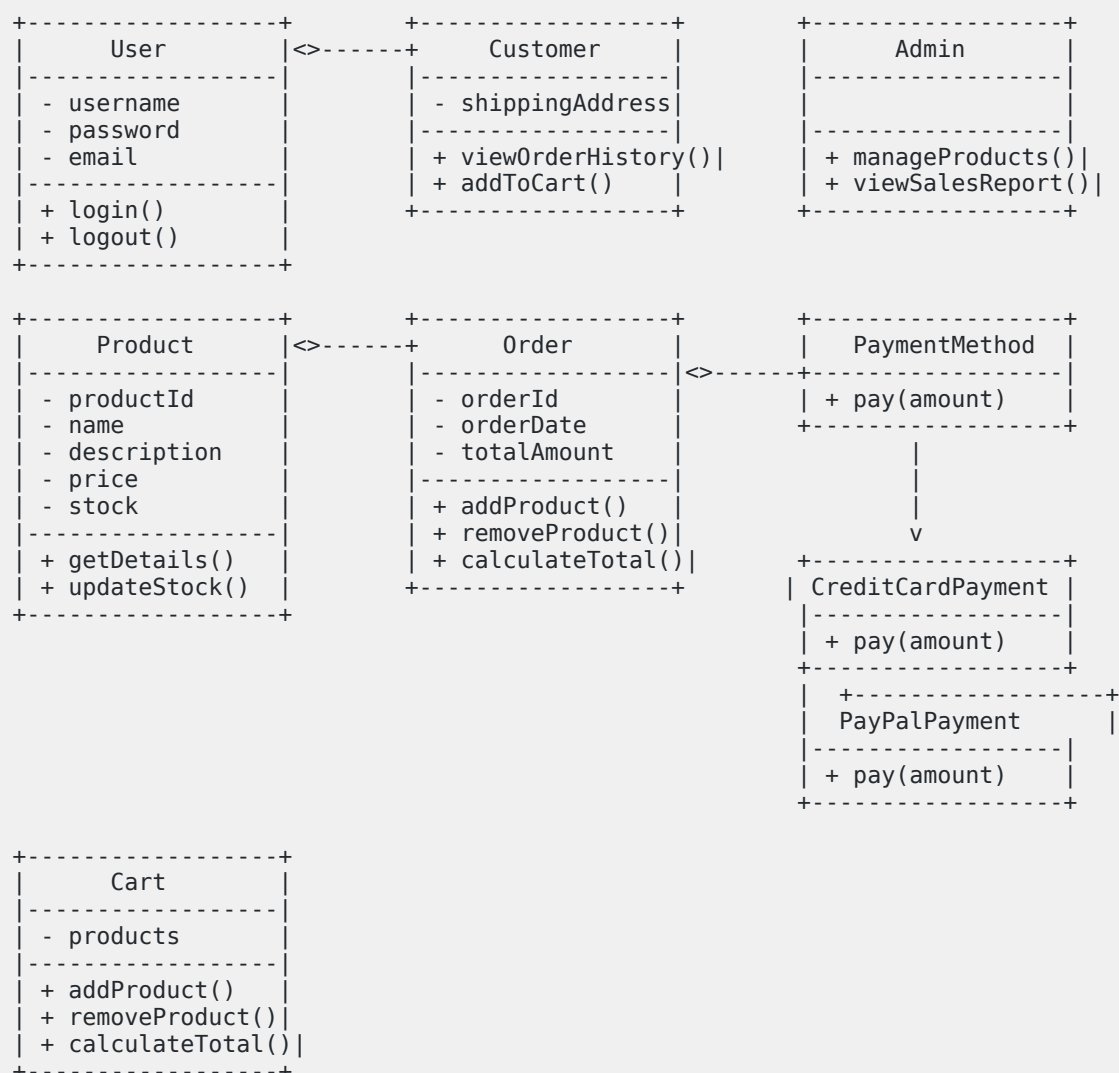 +------------------+        +------------------+        +------------------+
|      User        |<>------+     Customer     |        |      Admin       |
|------------------|        |------------------|        |------------------|
| - username       |        | - shippingAddress|        |                  |
| - password       |        |------------------|        |------------------|
| - email          |        | + viewOrderHistory()|     | + manageProducts()|
|------------------|        | + addToCart()    |        | + viewSalesReport()|
| + login()        |        +------------------+        +------------------+
| + logout()       |
+------------------+
+------------------+        +------------------+        +------------------+
|     Product      |<>------+      Order       |        |   PaymentMethod  |
|------------------|        |------------------|<>------+------------------|
| - productId      |        | - orderId        |        | + pay(amount)    |
| - name           |        | - orderDate      |        +------------------+
| - description    |        | - totalAmount    |                |
| - price          |        |------------------|                |
| - stock          |        | + addProduct()   |                |
|------------------|        | + removeProduct()|                v
| + getDetails()   |        | + calculateTotal()|       +------------------+
| + updateStock()  |        +------------------+       | CreditCardPayment |
+------------------+                                    |------------------|
                                                        | + pay(amount)    |
                                                        +------------------+
                                                        |  +------------------+
                                                        |  PayPalPayment      |
                                                        |------------------|
                                                        | + pay(amount)    |
                                                        +------------------+
+------------------+
|      Cart        |
|------------------|
| - products       |
|------------------|
| + addProduct()   |
| + removeProduct()|
| + calculateTotal()|
+------------------+